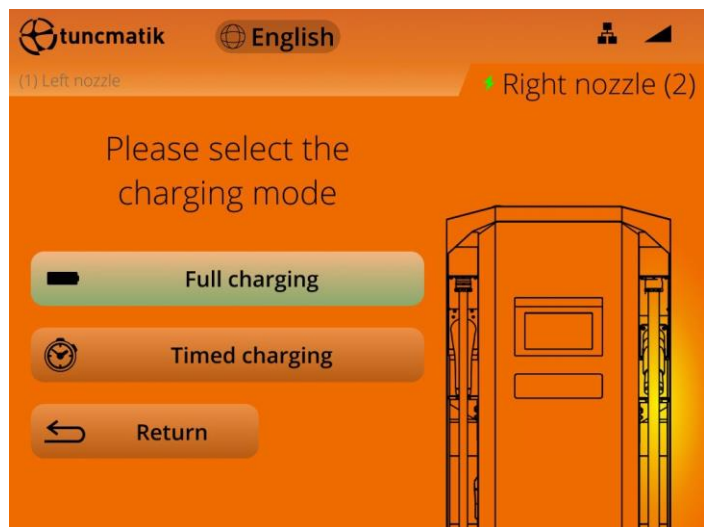 tuncmatik
English
(1) Left nozzle
Right nozzle (2)
Please select the
charging mode
Full charging
Timed charging
Return